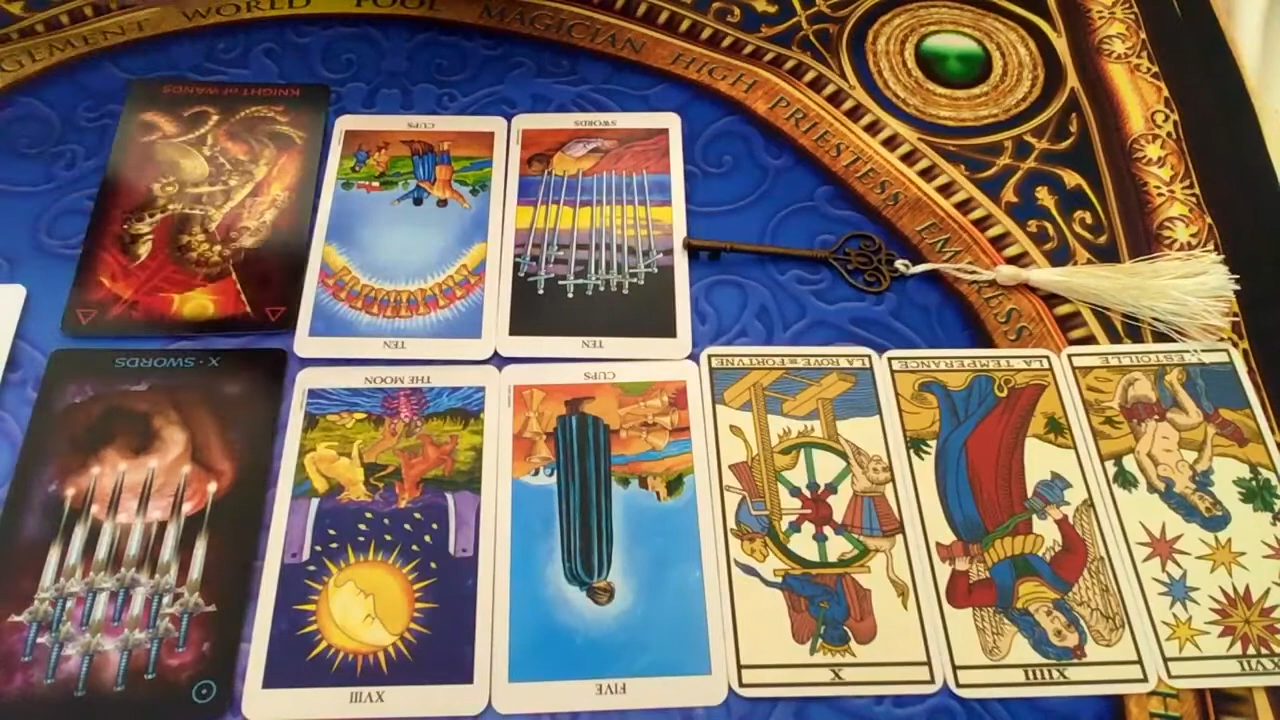 GEMENT WORLD FOOL MAGICIAN HIGH PRIESTESS EMPRESS
KNIGHT OF WANDS
CUPS
TEN
SWORDS
TEN
X · SWORDS
THE MOON
XVIII
CUPS
FIVE
LA ROVE DE FORTVNE
X
LA TEMPERANCE
XIIII
L'ESTOILLE
XVII